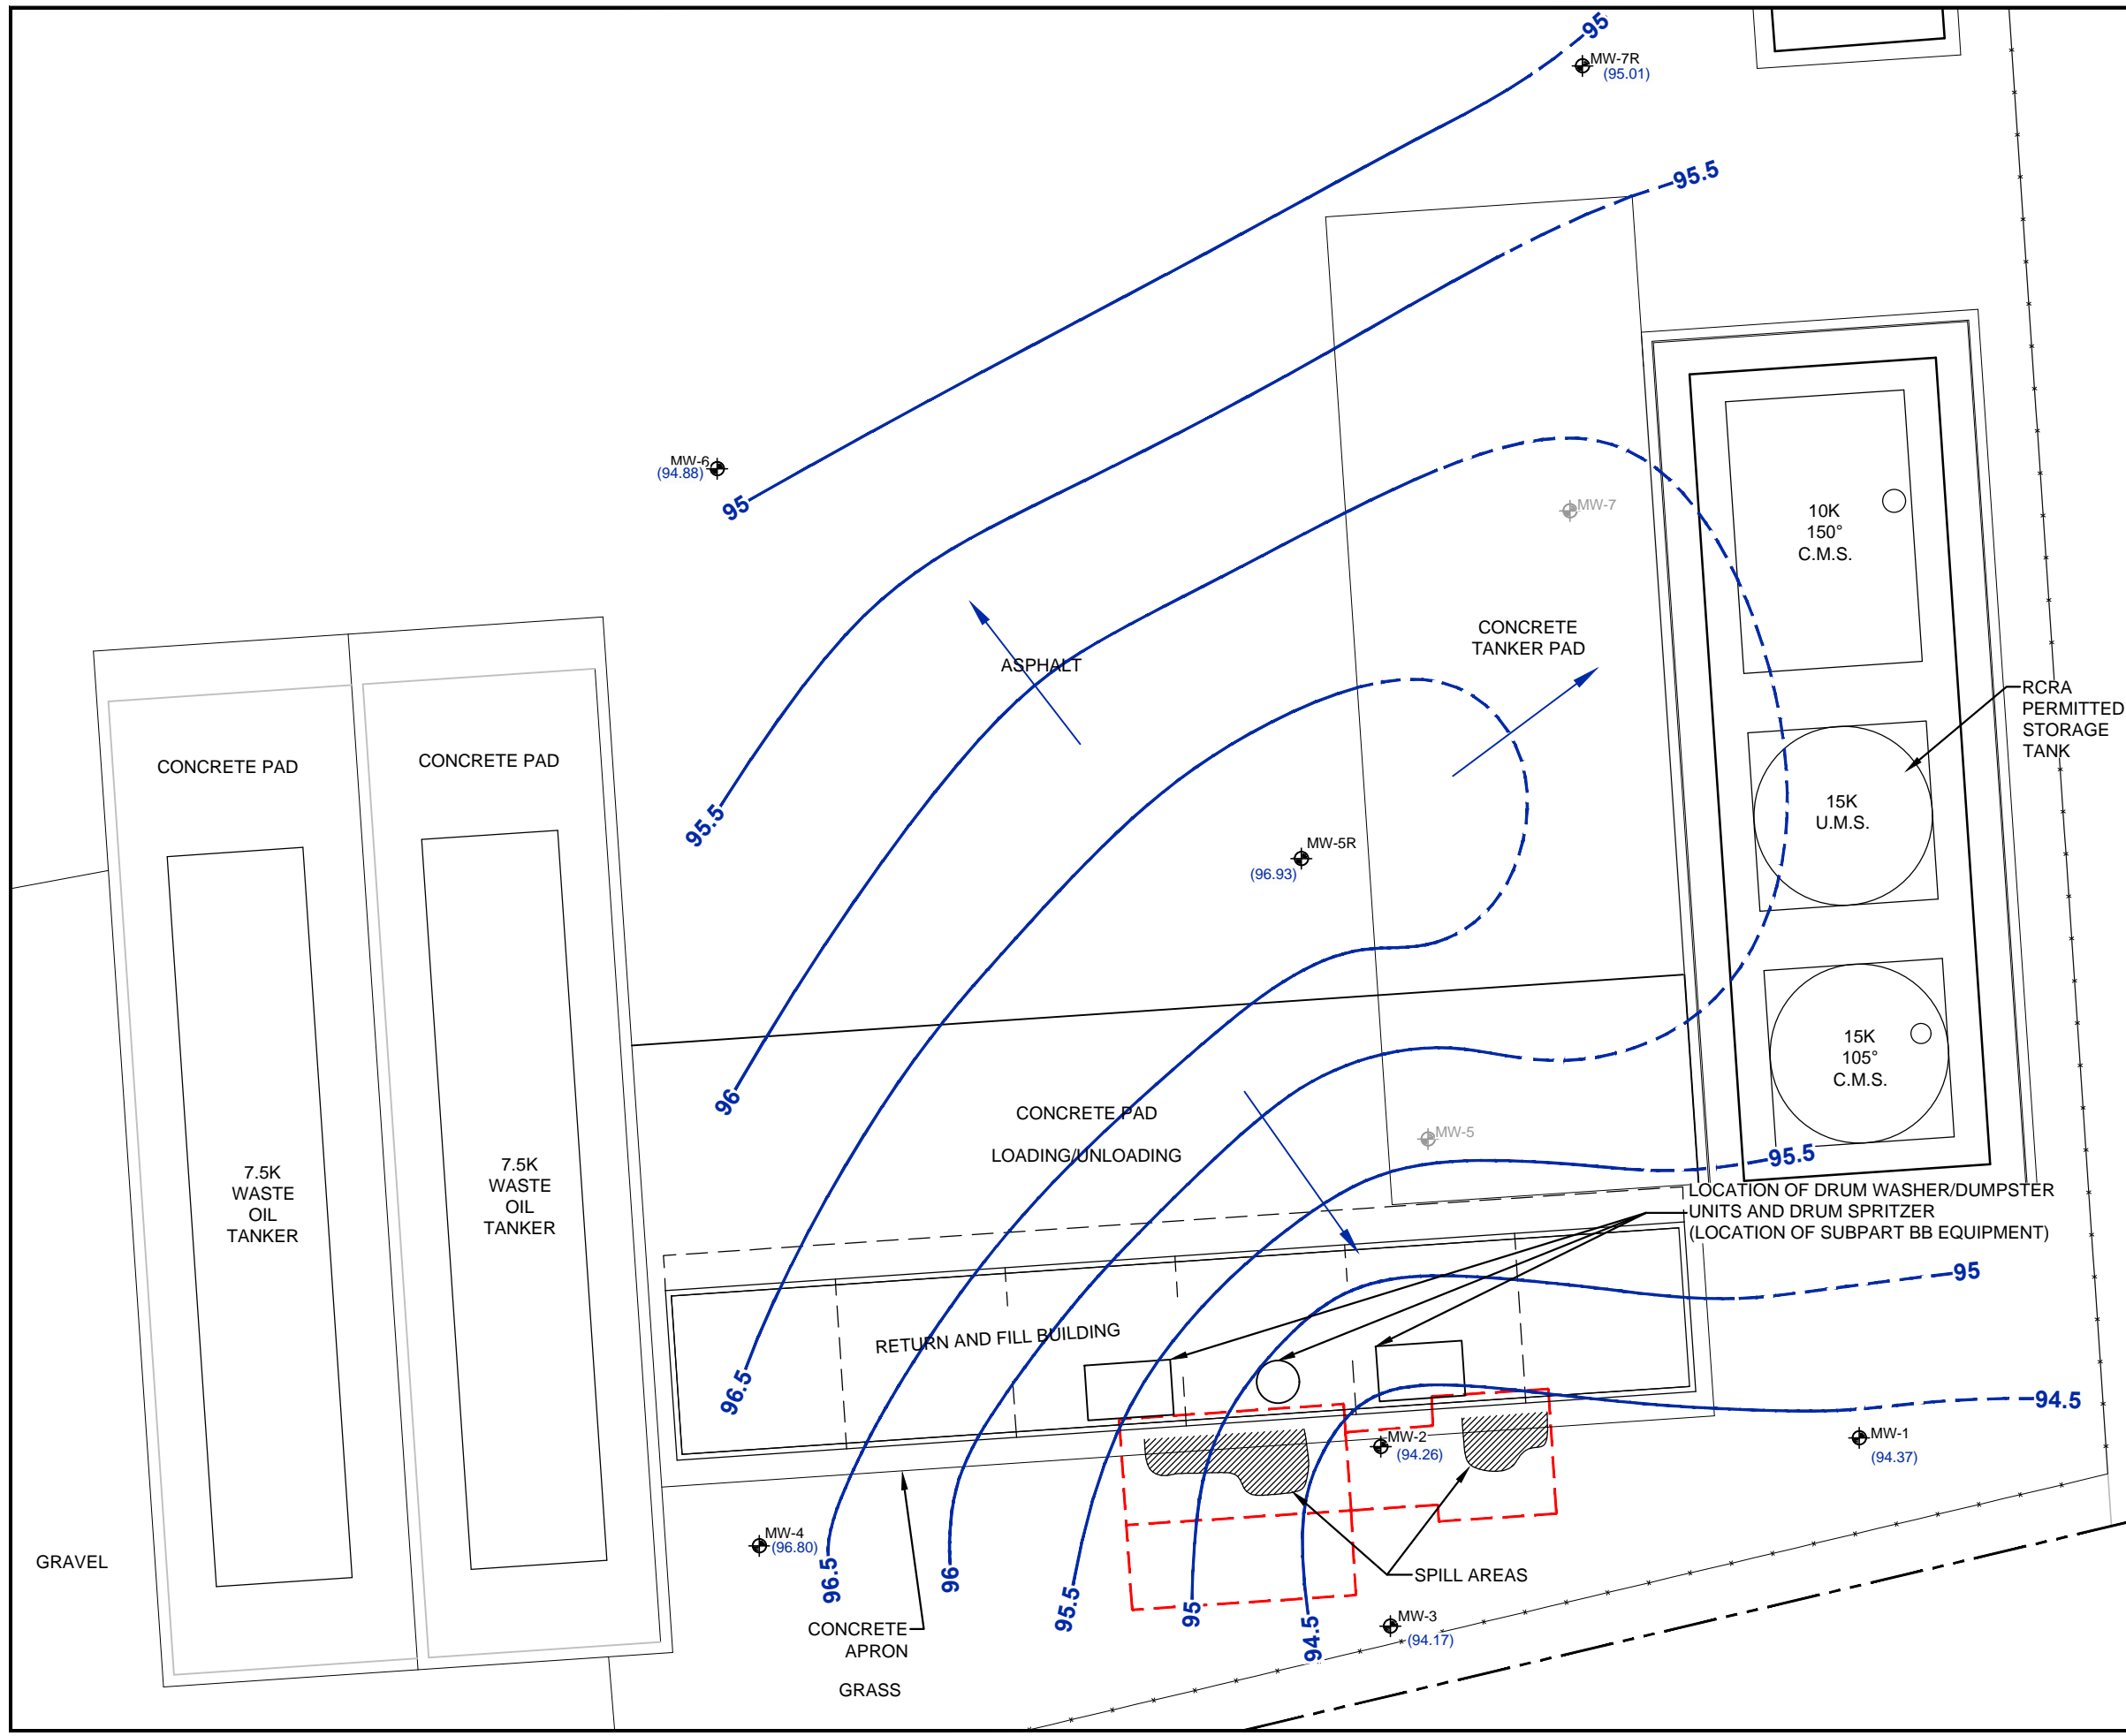 95
MW-7R
(95.01)
95.5
MW-6
(94.88)
95
MW-7
10K
150°
C.M.S.
CONCRETE
TANKER PAD
ASPHALT
RCRA
PERMITTED
STORAGE
TANK
CONCRETE PAD
CONCRETE PAD
15K
U.M.S.
95.5
MW-5R
(96.93)
15K
105°
C.M.S.
96
CONCRETE PAD
LOADING/UNLOADING
MW-5
95.5
7.5K
WASTE
OIL
TANKER
7.5K
WASTE
OIL
TANKER
LOCATION OF DRUM WASHER/DUMPSTER
UNITS AND DRUM SPRITZER
(LOCATION OF SUBPART BB EQUIPMENT)
95
RETURN AND FILL BUILDING
96.5
94.5
MW-2
(94.26)
MW-1
(94.37)
MW-4
(96.80)
GRAVEL
96.5
96
95.5
95
94.5
SPILL AREAS
MW-3
(94.17)
CONCRETE
APRON
GRASS